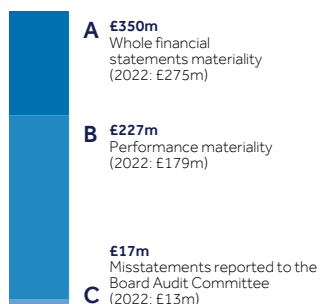 A £350m
Whole financial
statements materiality
(2022: £275m)
B £227m
Performance materiality
(2022: £179m)
£17m
Misstatements reported to the
Board Audit Committee
C (2022: £13m)